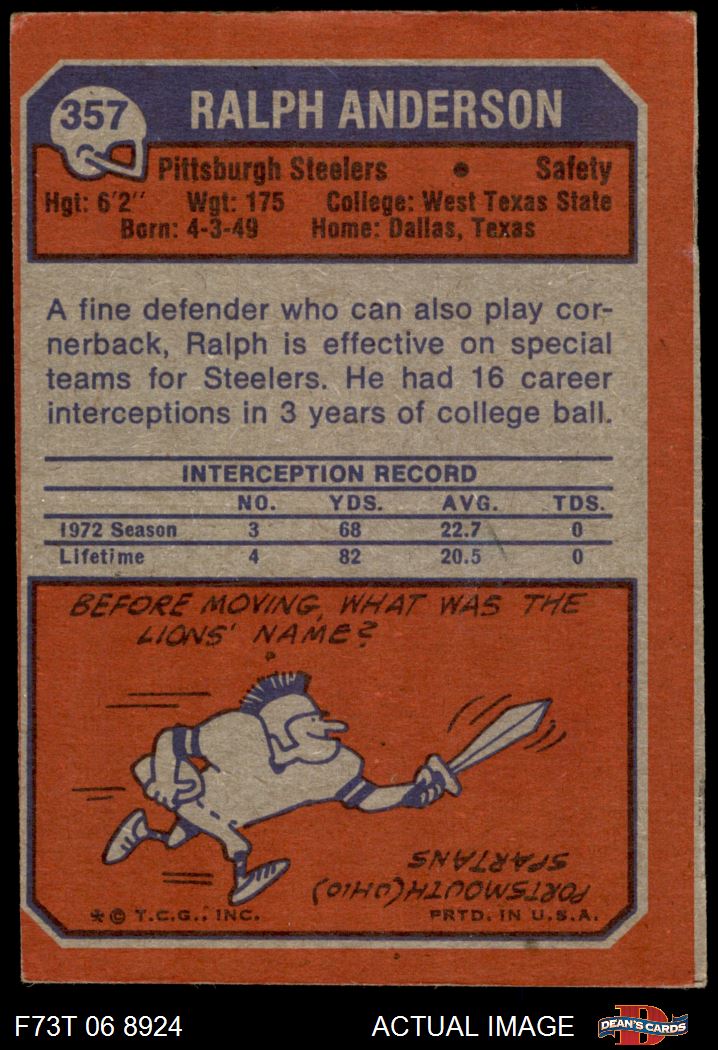 357
RALPH ANDERSON
Pittsburgh Steelers • Safety
Hgt: 6'2" Wgt: 175 College: West Texas State
Born: 4-3-49 Home: Dallas, Texas
A fine defender who can also play cor-
nerback, Ralph is effective on special
teams for Steelers. He had 16 career
interceptions in 3 years of college ball.
INTERCEPTION RECORD
NO. YDS. AVG. TDS.
1972 Season 3 68 22.7 0
Lifetime 4 82 20.5 0
BEFORE MOVING, WHAT WAS THE
LIONS' NAME?
PORTSMOUTH (OHIO)
SPARTANS
*© T.C.G., INC. PRTD. IN U.S.A.
F73T 06 8924 ACTUAL IMAGE
D
DEAN'S CARDS